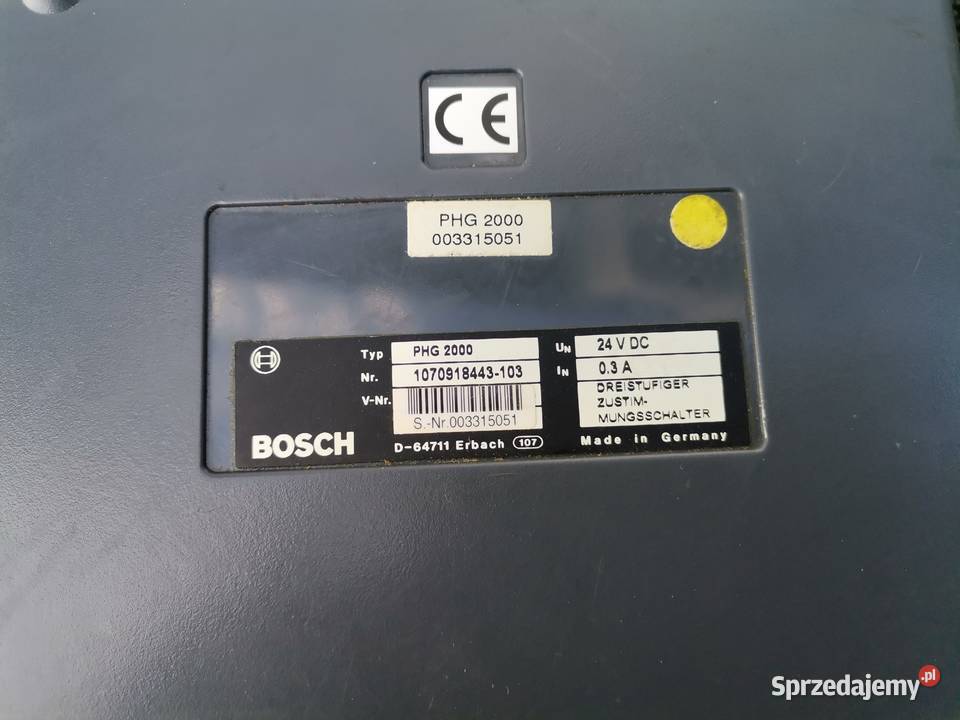 CE
PHG 2000
003315051
Typ PHG 2000
Nr. 1070918443-103
V-Nr.
S.-Nr.003315051
BOSCH
D-64711 Erbach 107
UN 24 V DC
IN 0.3 A
DREISTUFIGER
ZUSTIM-
MUNGSSCHALTER
Made in Germany
Sprzedajemy.pl